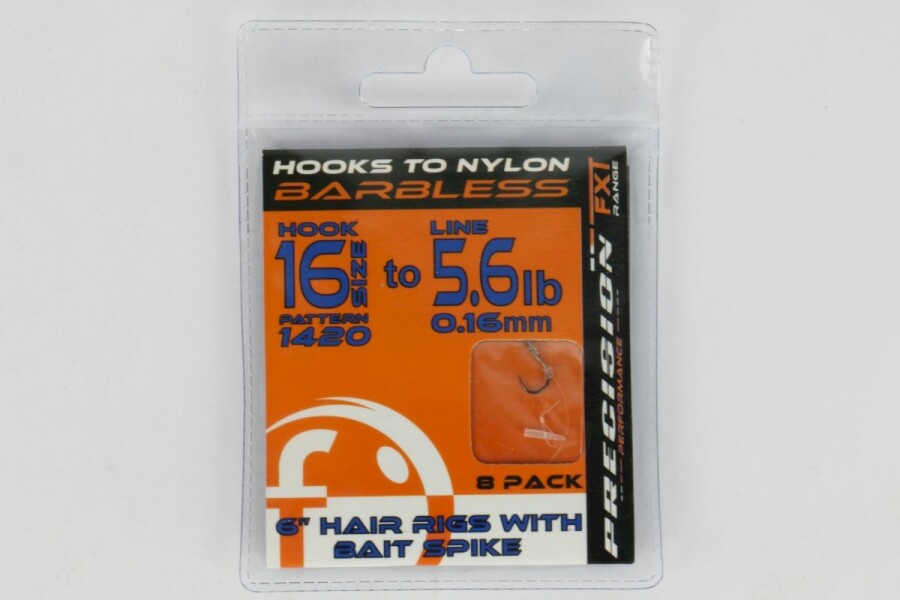 HOOKS TO NYLON
BARBLESS
HOOK
16 SIZE
PATTERN
1420
to
LINE
5.6lb
0.16mm
8 PACK
6" HAIR RIGS WITH
BAIT SPIKE
FXT
RANGE
PRECISION
PERFORMANCE
f